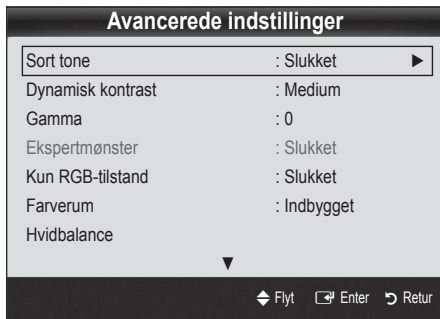 Avancerede indstillinger
Sort tone : Slukket ►
Dynamisk kontrast : Medium
Gamma : 0
Ekspertmønster : Slukket
Kun RGB-tilstand : Slukket
Farverum : Indbygget
Hvidbalance
▼
Flyt Enter Retur